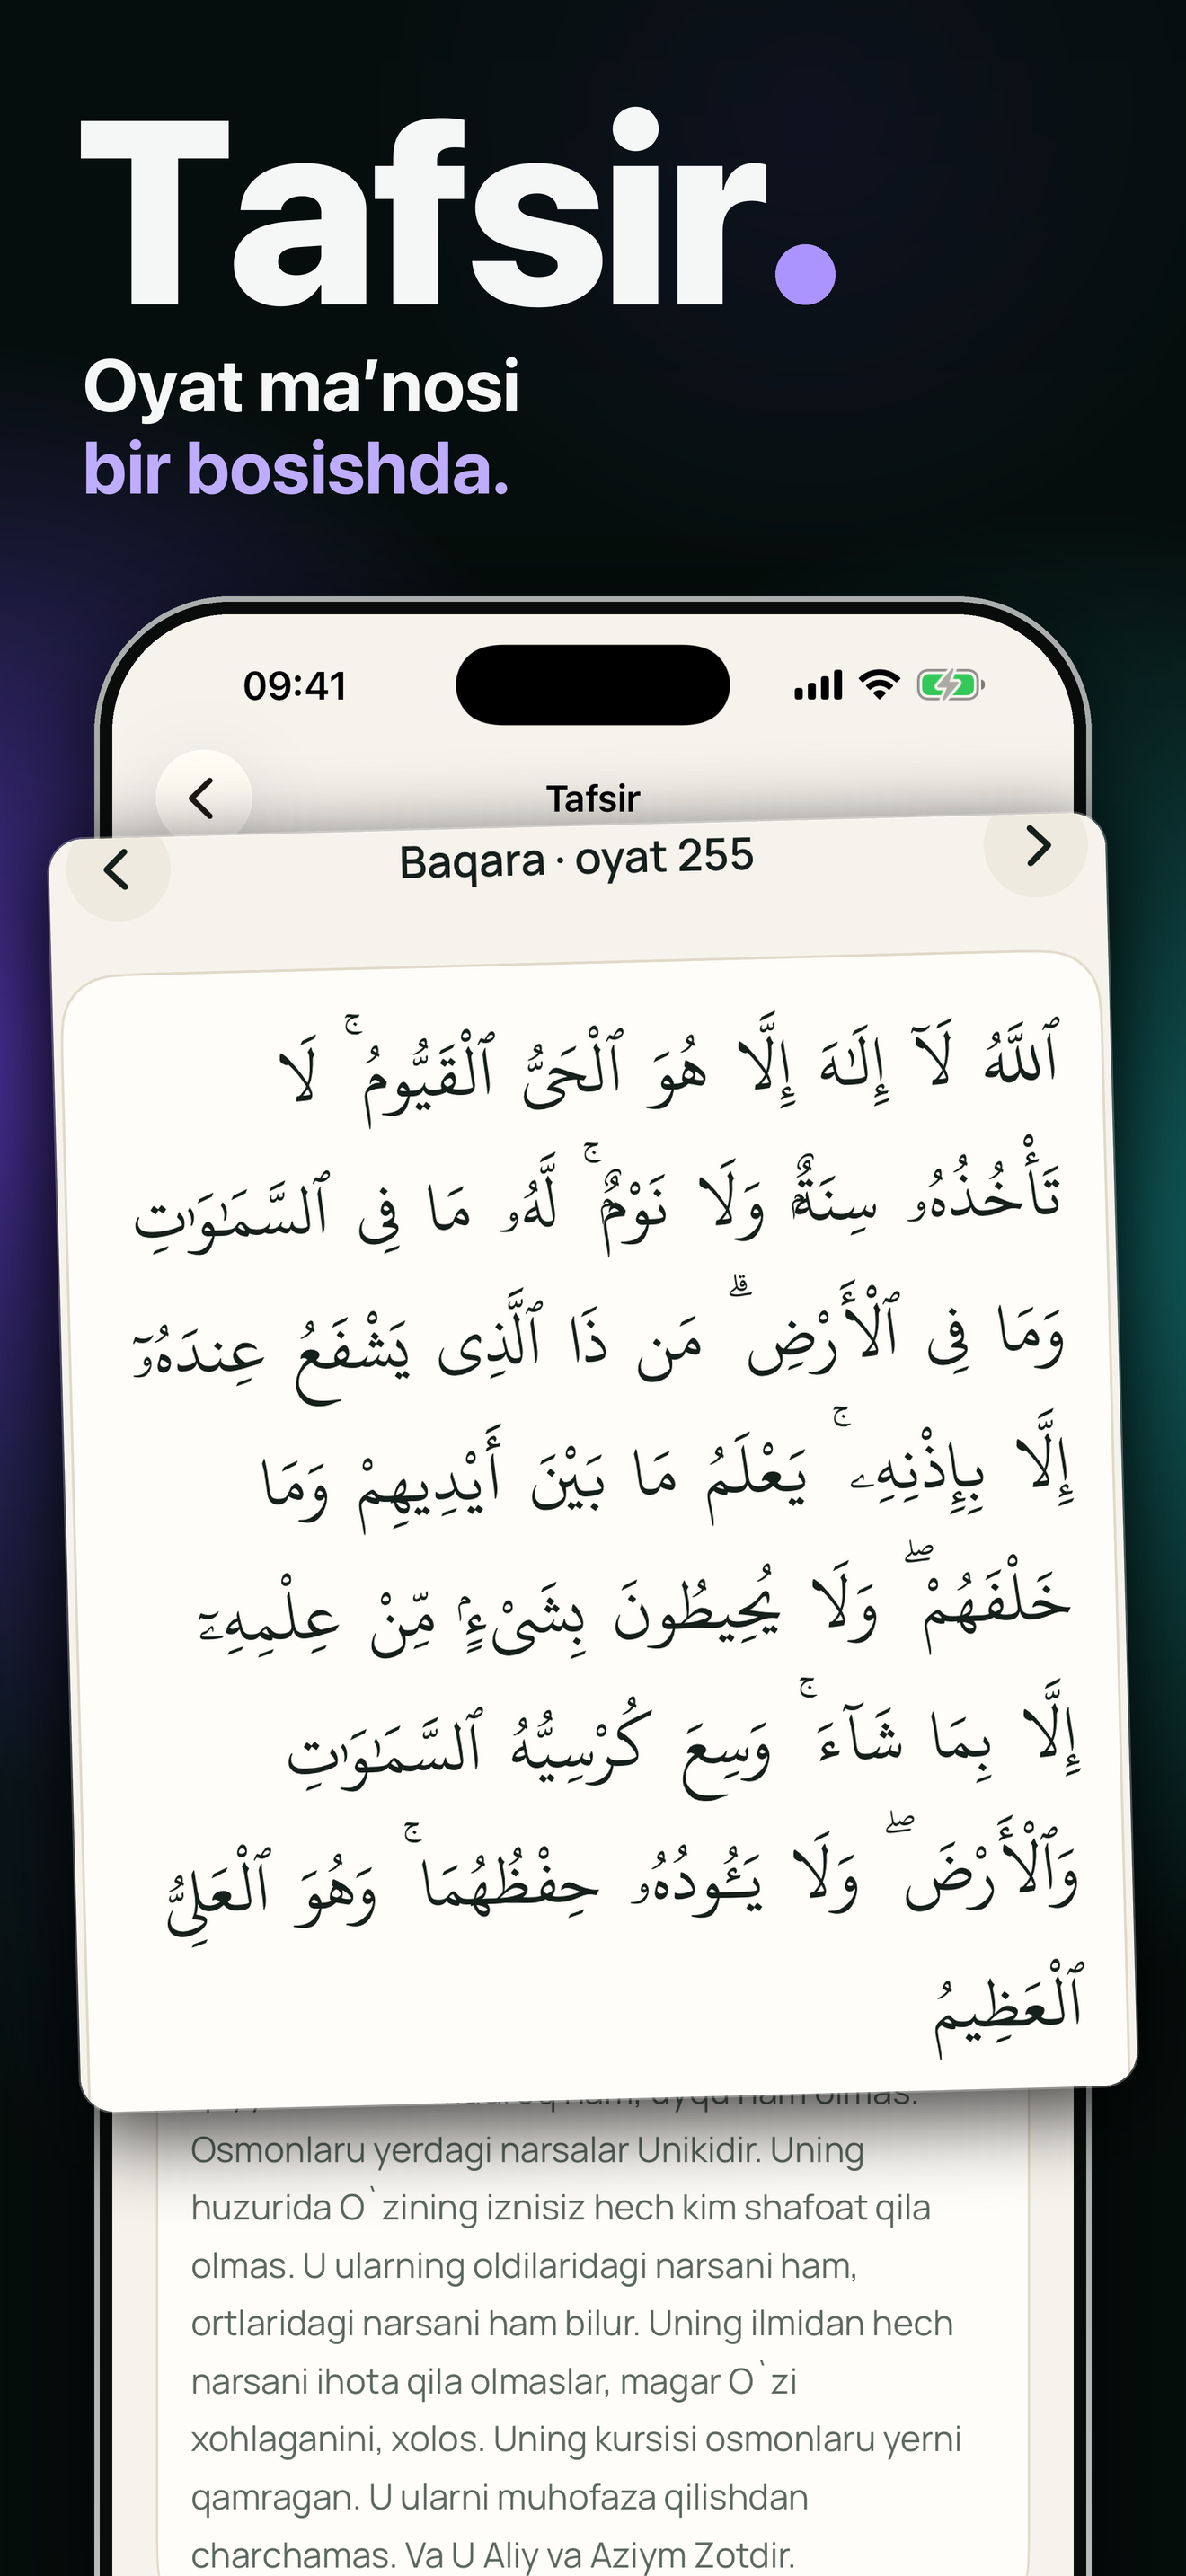 Tafsir.
Oyat ma’nosi
bir bosishda.
09:41
Tafsir
Baqara · oyat 255
ٱللَّهُ لَآ إِلَـٰهَ إِلَّا هُوَ ٱلْحَىُّ ٱلْقَيُّومُ ۚ لَا
تَأْخُذُهُۥ سِنَةٌۭ وَلَا نَوْمٌۭ ۚ لَّهُۥ مَا فِى ٱلسَّمَـٰوَٰتِ
وَمَا فِى ٱلْأَرْضِ ۗ مَن ذَا ٱلَّذِى يَشْفَعُ عِندَهُۥٓ
إِلَّا بِإِذْنِهِۦ ۚ يَعْلَمُ مَا بَيْنَ أَيْدِيهِمْ وَمَا
خَلْفَهُمْ ۖ وَلَا يُحِيطُونَ بِشَىْءٍۢ مِّنْ عِلْمِهِۦٓ
إِلَّا بِمَا شَآءَ ۚ وَسِعَ كُرْسِيُّهُ ٱلسَّمَـٰوَٰتِ
وَٱلْأَرْضَ ۖ وَلَا يَـُٔودُهُۥ حِفْظُهُمَا ۚ وَهُوَ ٱلْعَلِىُّ
ٱلْعَظِيمُ
ham, uyqu ham olmas.
Osmonlaru yerdagi narsalar Unikidir. Uning
huzurida O`zining iznisiz hech kim shafoat qila
olmas. U ularning oldilaridagi narsani ham,
ortlaridagi narsani ham bilur. Uning ilmidan hech
narsani ihota qila olmaslar, magar O`zi
xohlaganini, xolos. Uning kursisi osmonlaru yerni
qamragan. U ularni muhofaza qilishdan
charchamas. Va U Aliy va Aziym Zotdir.